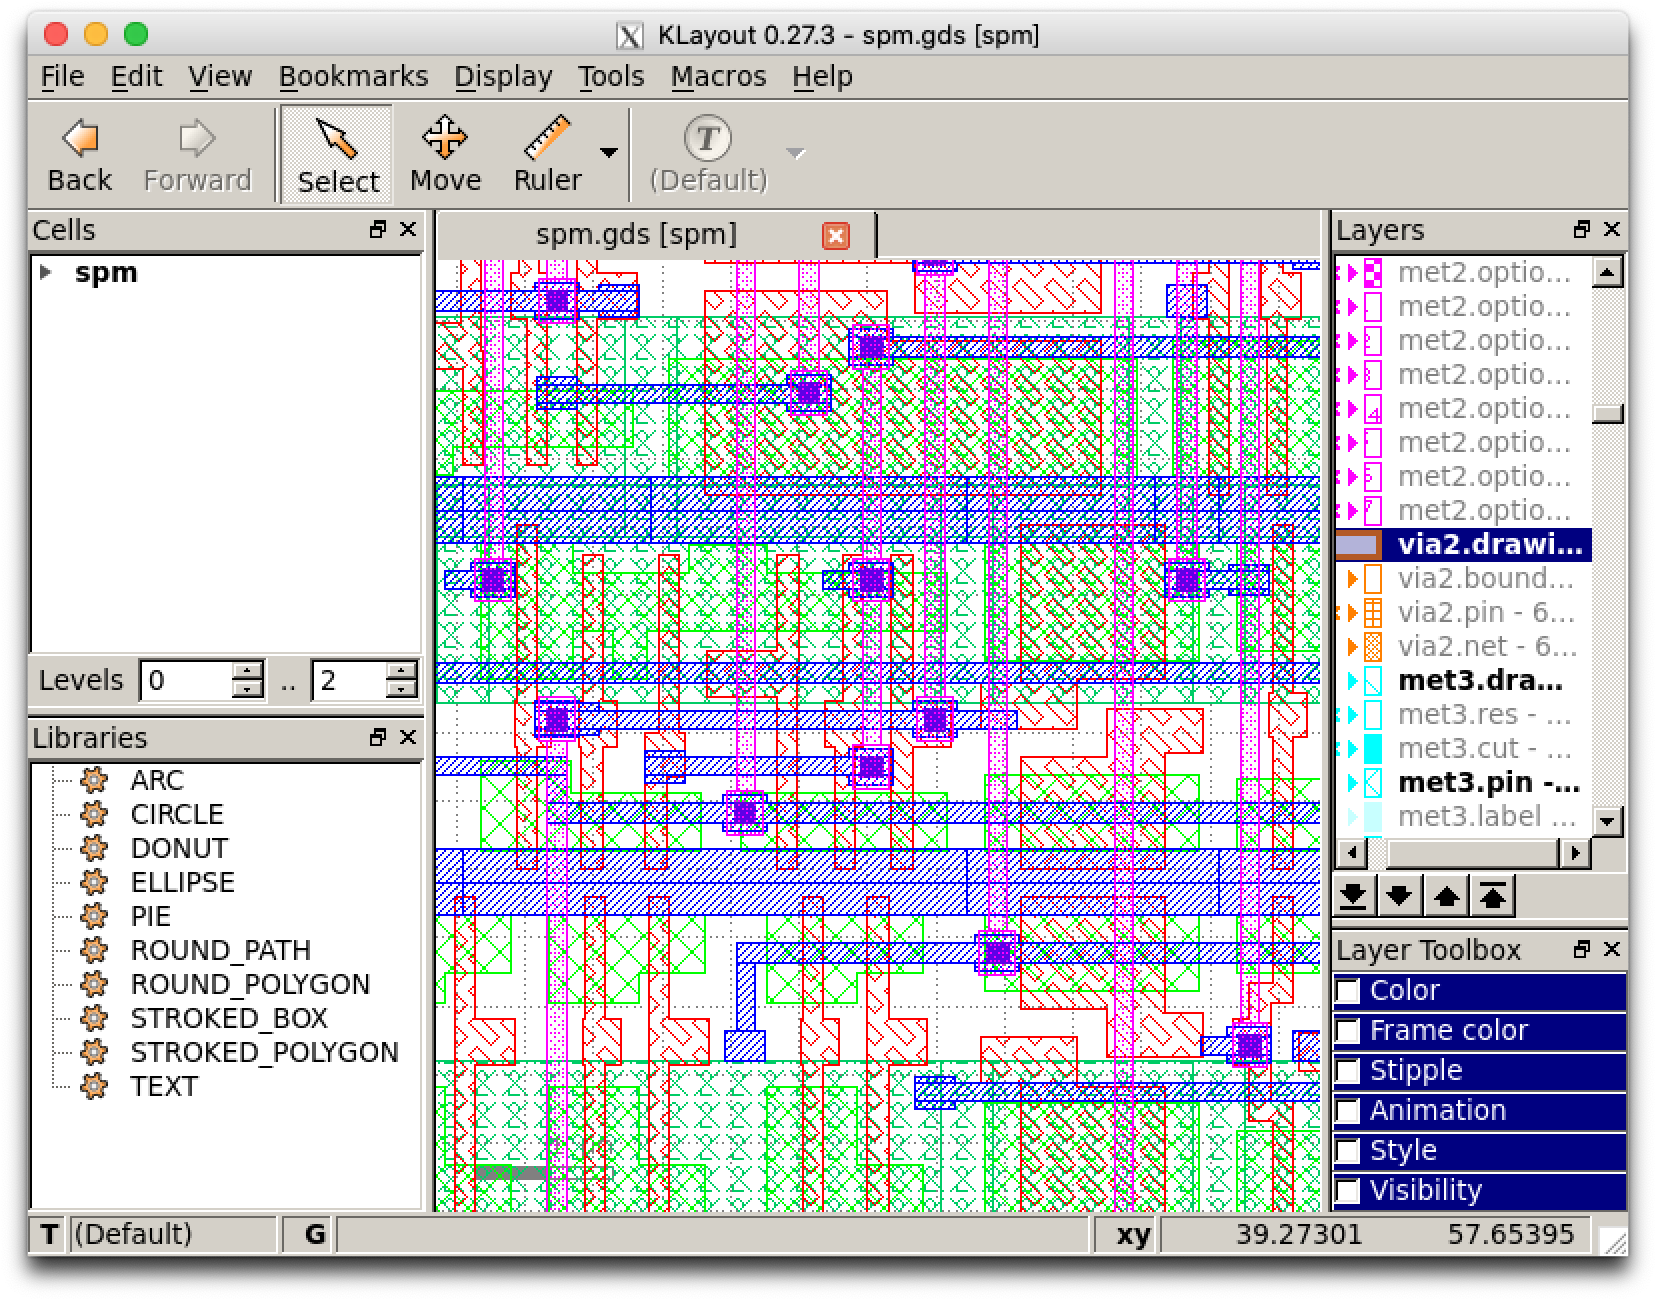 KLayout 0.27.3 - spm.gds [spm]
File Edit View Bookmarks Display Tools Macros Help
Back Forward Select Move Ruler T (Default)
Cells
spm
Levels 0 .. 2
Libraries
ARC
CIRCLE
DONUT
ELLIPSE
PIE
ROUND_PATH
ROUND_POLYGON
STROKED_BOX
STROKED_POLYGON
TEXT
spm.gds [spm]
Layers
met2.optio...
met2.optio...
met2.optio...
met2.optio...
met2.optio...
met2.optio...
met2.optio...
met2.optio...
via2.drawi...
via2.bound...
via2.pin - 6...
via2.net - 6...
met3.dra...
met3.res - ...
met3.cut - ...
met3.pin -...
met3.label ...
Layer Toolbox
Color
Frame color
Stipple
Animation
Style
Visibility
T (Default) G xy 39.27301 57.65395